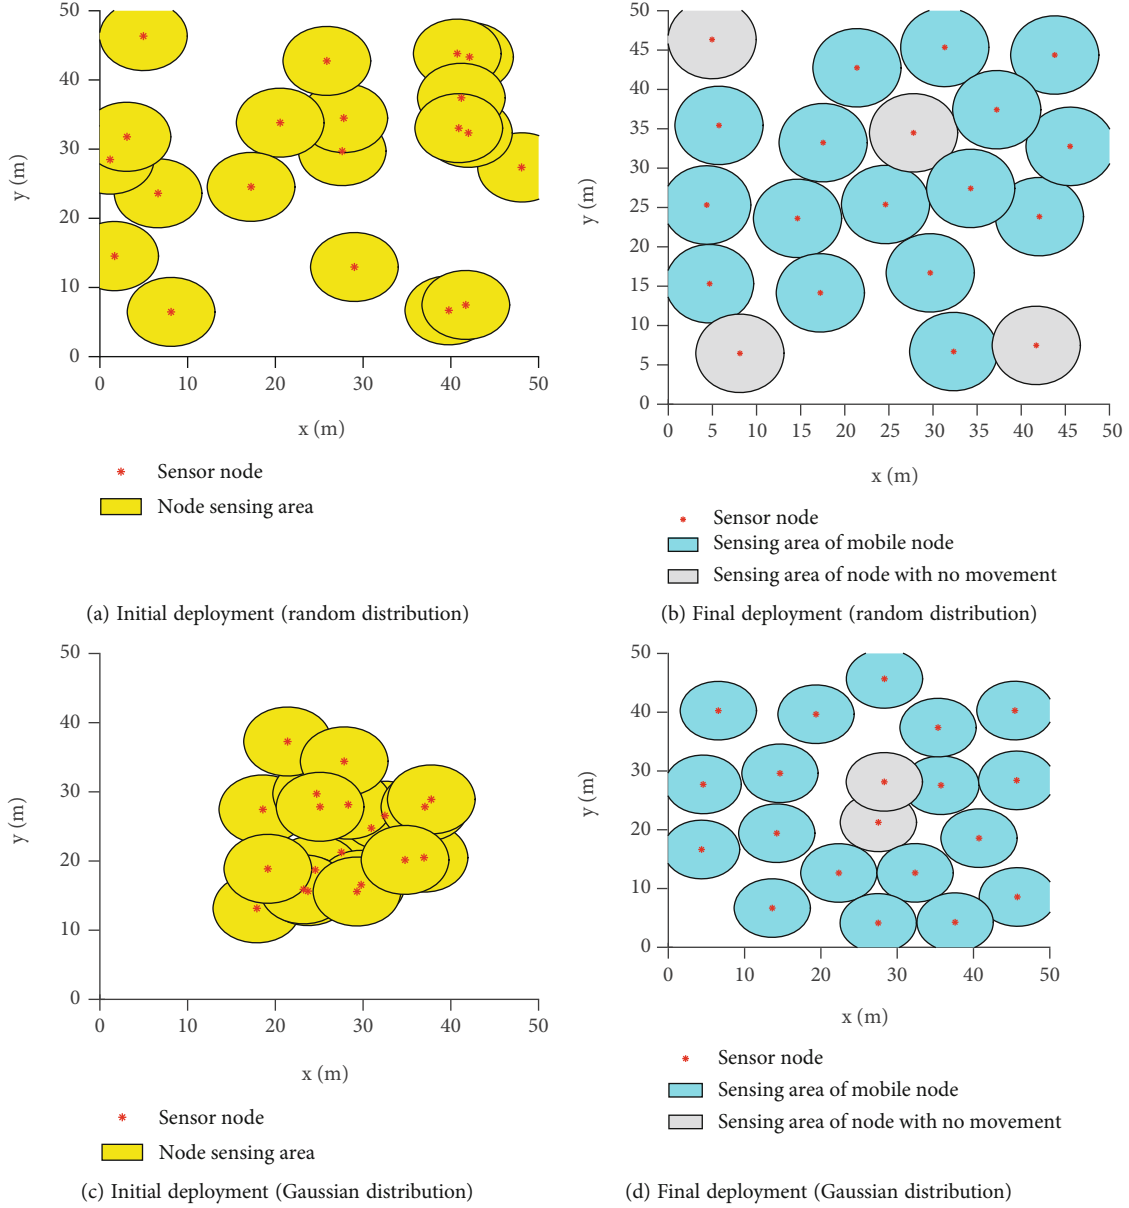 50
40
30
20
10
0
y (m)
0 10 20 30 40 50
x (m)
Sensor node
Node sensing area
(a) Initial deployment (random distribution)
50
45
40
35
30
25
20
15
10
5
0
y (m)
0 5 10 15 20 25 30 35 40 45 50
x (m)
Sensor node
Sensing area of mobile node
Sensing area of node with no movement
(b) Final deployment (random distribution)
50
40
30
20
10
0
y (m)
0 10 20 30 40 50
x (m)
Sensor node
Node sensing area
(c) Initial deployment (Gaussian distribution)
50
40
30
20
10
0
y (m)
0 10 20 30 40 50
x (m)
Sensor node
Sensing area of mobile node
Sensing area of node with no movement
(d) Final deployment (Gaussian distribution)